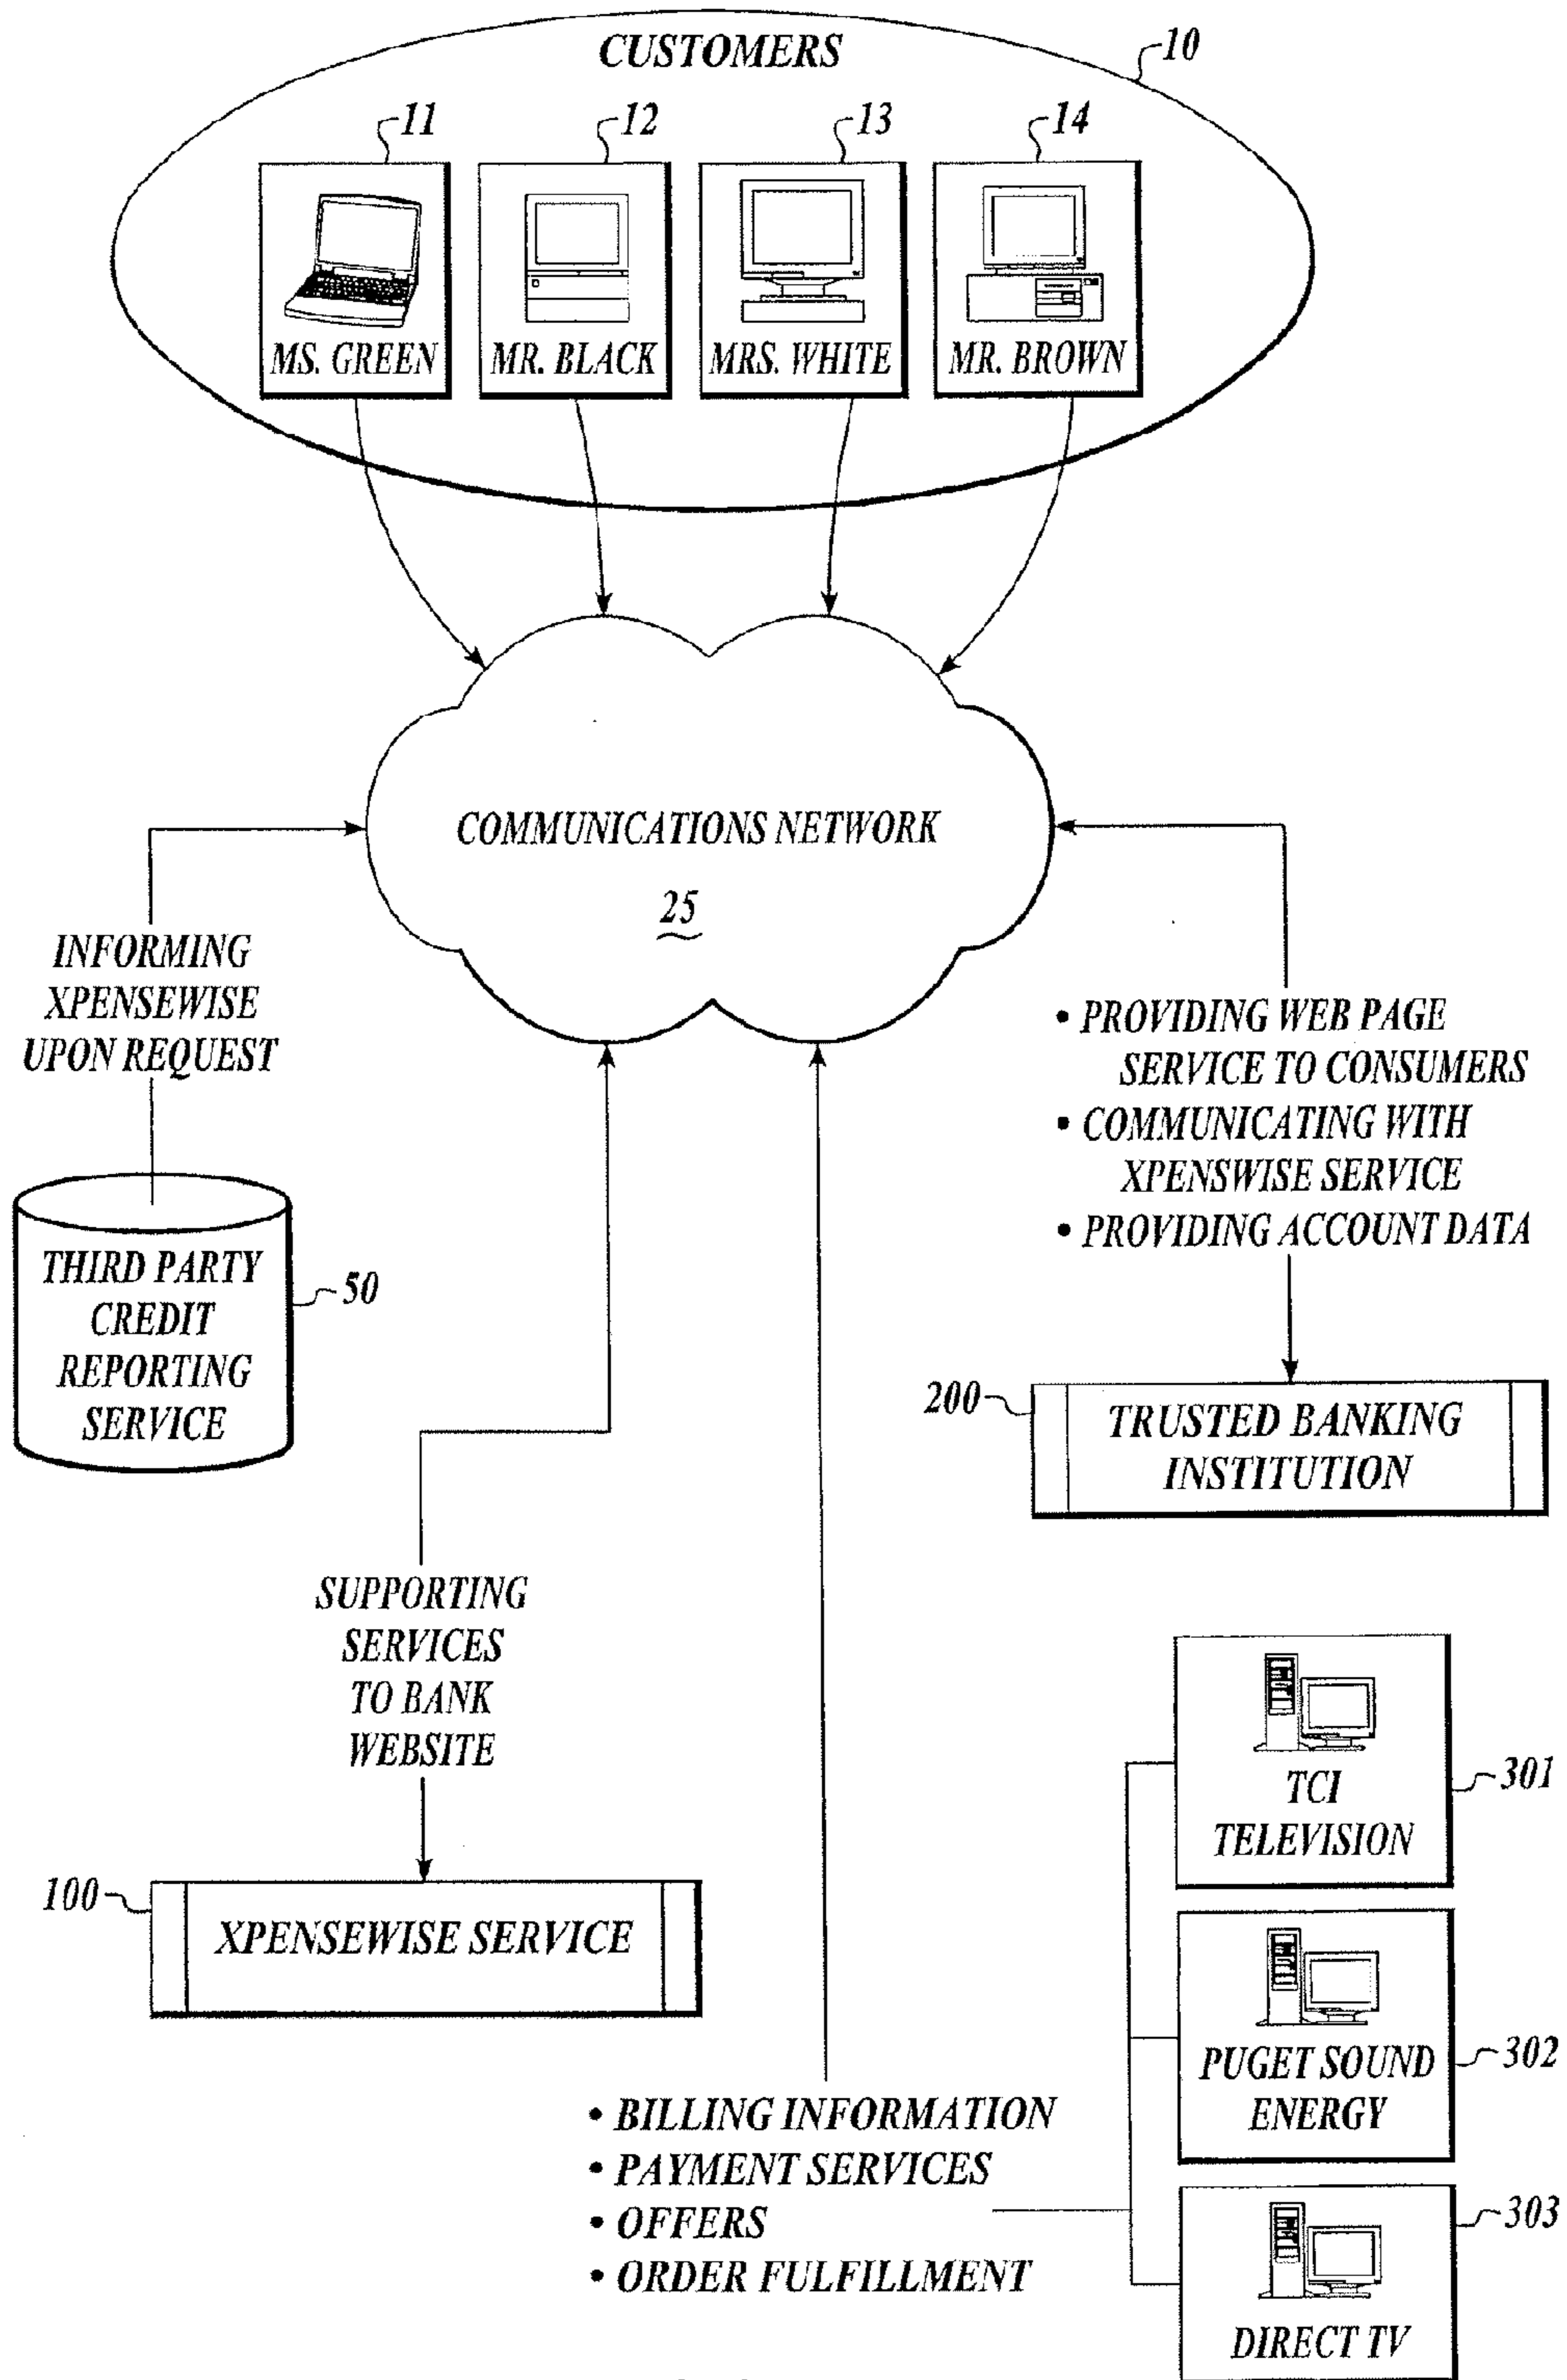 CUSTOMERS
10
11
12
13
14
MS. GREEN
MR. BLACK
MRS. WHITE
MR. BROWN
COMMUNICATIONS NETWORK
25
INFORMING
XPENSEWISE
UPON REQUEST
• PROVIDING WEB PAGE
SERVICE TO CONSUMERS
• COMMUNICATING WITH
XPENSWISE SERVICE
• PROVIDING ACCOUNT DATA
THIRD PARTY
CREDIT
REPORTING
SERVICE
50
200
TRUSTED BANKING
INSTITUTION
SUPPORTING
SERVICES
TO BANK
WEBSITE
100
XPENSEWISE SERVICE
TCI
TELEVISION
301
PUGET SOUND
ENERGY
302
• BILLING INFORMATION
• PAYMENT SERVICES
• OFFERS
• ORDER FULFILLMENT
303
DIRECT TV